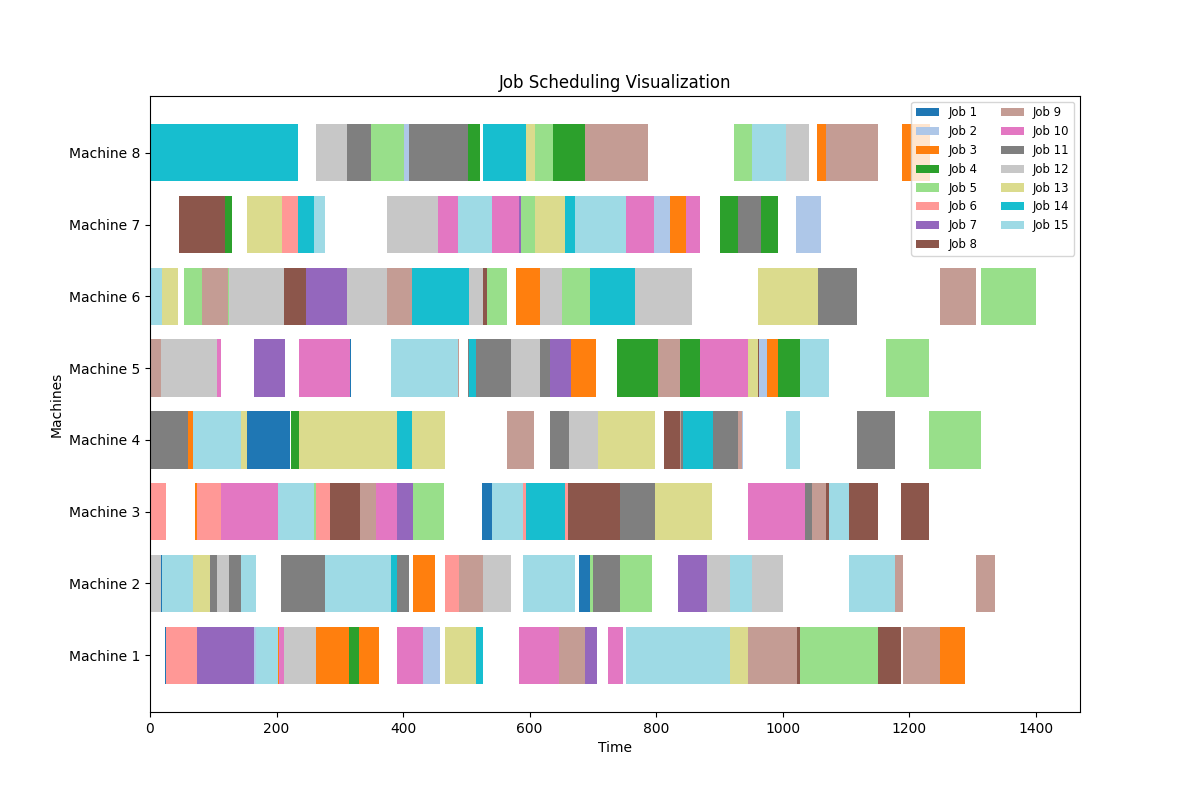 Job Scheduling Visualization
Machine 8
Machine 7
Machine 6
Machine 5
Machine 4
Machine 3
Machine 2
Machine 1
Machines
0 200 400 600 800 1000 1200 1400
Time
Job 1
Job 2
Job 3
Job 4
Job 5
Job 6
Job 7
Job 8
Job 9
Job 10
Job 11
Job 12
Job 13
Job 14
Job 15